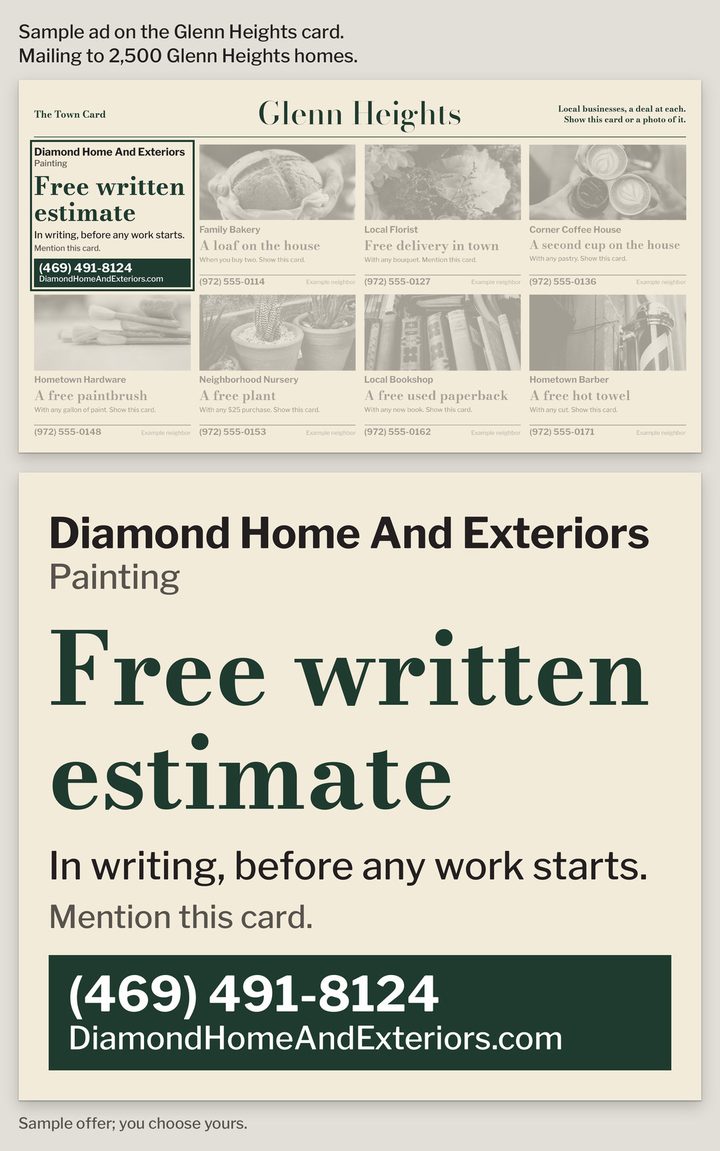 Sample ad on the Glenn Heights card.
Mailing to 2,500 Glenn Heights homes.
The Town Card
Glenn Heights
Local businesses, a deal at each.
Show this card or a photo of it.
Diamond Home And Exteriors
Painting
Free written
estimate
In writing, before any work starts.
Mention this card.
(469) 491-8124
DiamondHomeAndExteriors.com
Family Bakery
A loaf on the house
When you buy two. Show this card.
(972) 555-0114
Example neighbor
Local Florist
Free delivery in town
With any bouquet. Mention this card.
(972) 555-0127
Example neighbor
Corner Coffee House
A second cup on the house
With any pastry. Show this card.
(972) 555-0136
Example neighbor
Hometown Hardware
A free paintbrush
With any gallon of paint. Show this card.
(972) 555-0148
Example neighbor
Neighborhood Nursery
A free plant
With any $25 purchase. Show this card.
(972) 555-0153
Example neighbor
Local Bookshop
A free used paperback
With any new book. Show this card.
(972) 555-0162
Example neighbor
Hometown Barber
A free hot towel
With any cut. Show this card.
(972) 555-0171
Example neighbor
Diamond Home And Exteriors
Painting
Free written
estimate
In writing, before any work starts.
Mention this card.
(469) 491-8124
DiamondHomeAndExteriors.com
Sample offer; you choose yours.